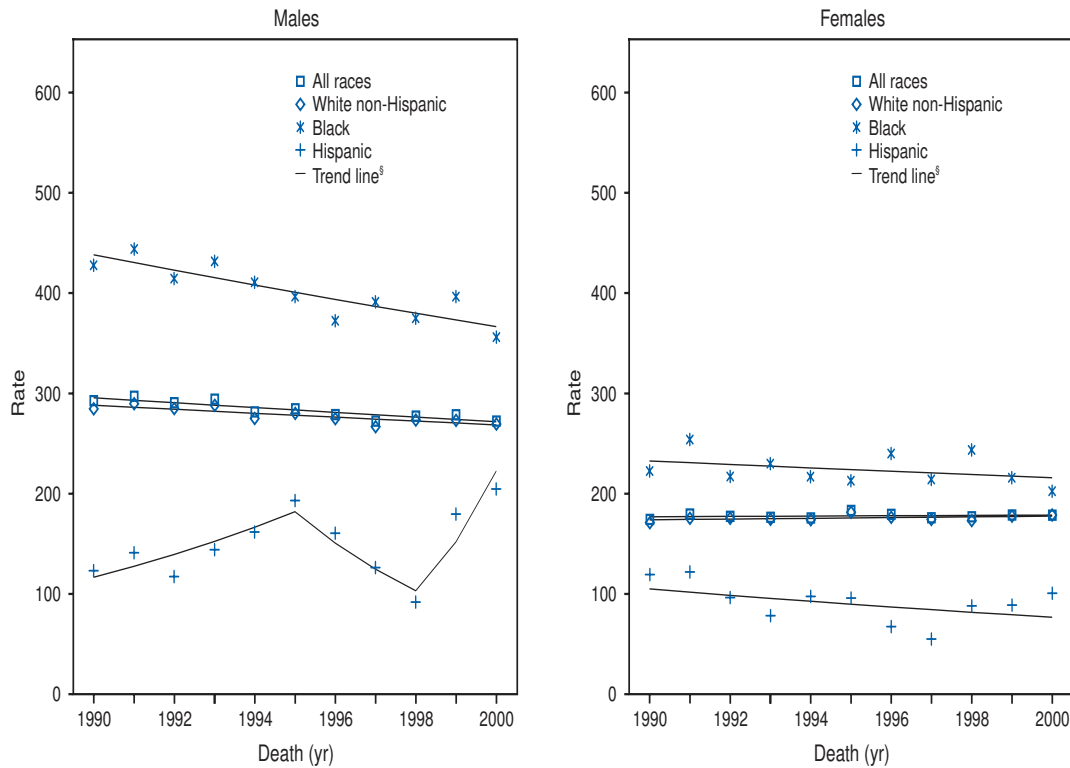 Males
Rate
600
500
400
300
200
100
0
All races
White non-Hispanic
Black
Hispanic
Trend line§
1990
1992
1994
1996
1998
2000
Death (yr)
Females
Rate
600
500
400
300
200
100
0
All races
White non-Hispanic
Black
Hispanic
Trend line§
1990
1992
1994
1996
1998
2000
Death (yr)